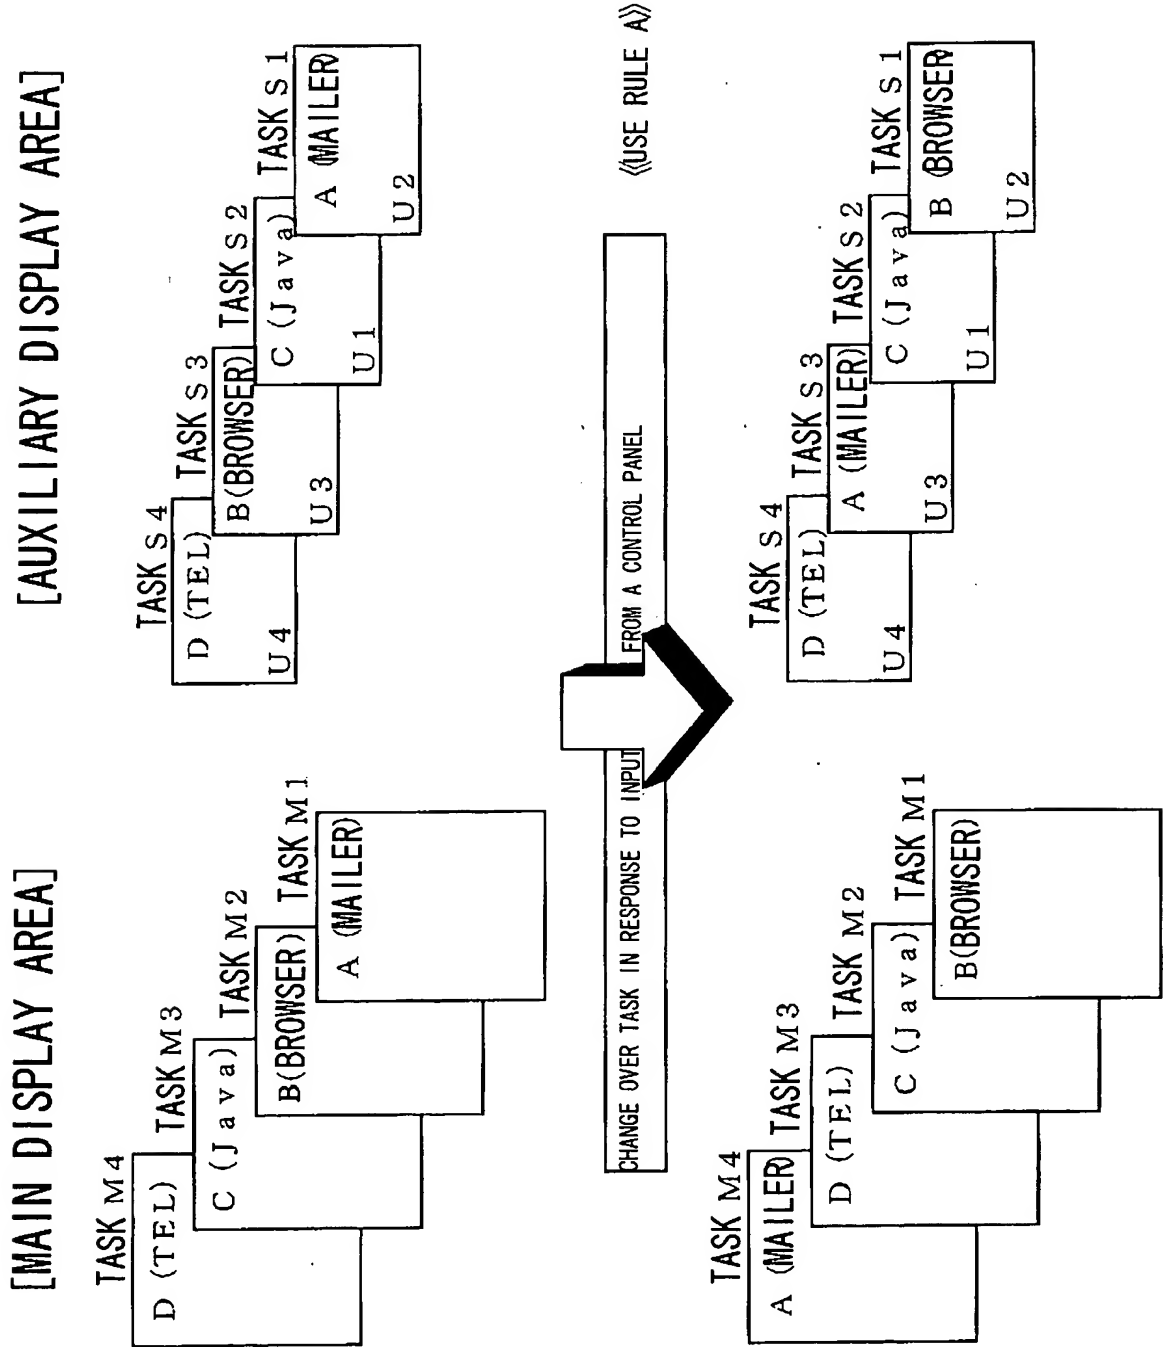 [MAIN DISPLAY AREA]
TASK M4
D (TEL)
TASK M3
C (Java)
TASK M2
B(BROWSER)
TASK M1
A (MAILER)
[AUXILIARY DISPLAY AREA]
TASK S4
D (TEL)
U4
TASK S3
B(BROWSER)
U3
TASK S2
C (Java)
U1
TASK S1
A (MAILER)
U2
CHANGE OVER TASK IN RESPONSE TO INPUT FROM A CONTROL PANEL
《USE RULE A》
TASK M4
A (MAILER)
TASK M3
D (TEL)
TASK M2
C (Java)
TASK M1
B(BROWSER)
TASK S4
D (TEL)
U4
TASK S3
A (MAILER)
U3
TASK S2
C (Java)
U1
TASK S1
B (BROWSER)
U2